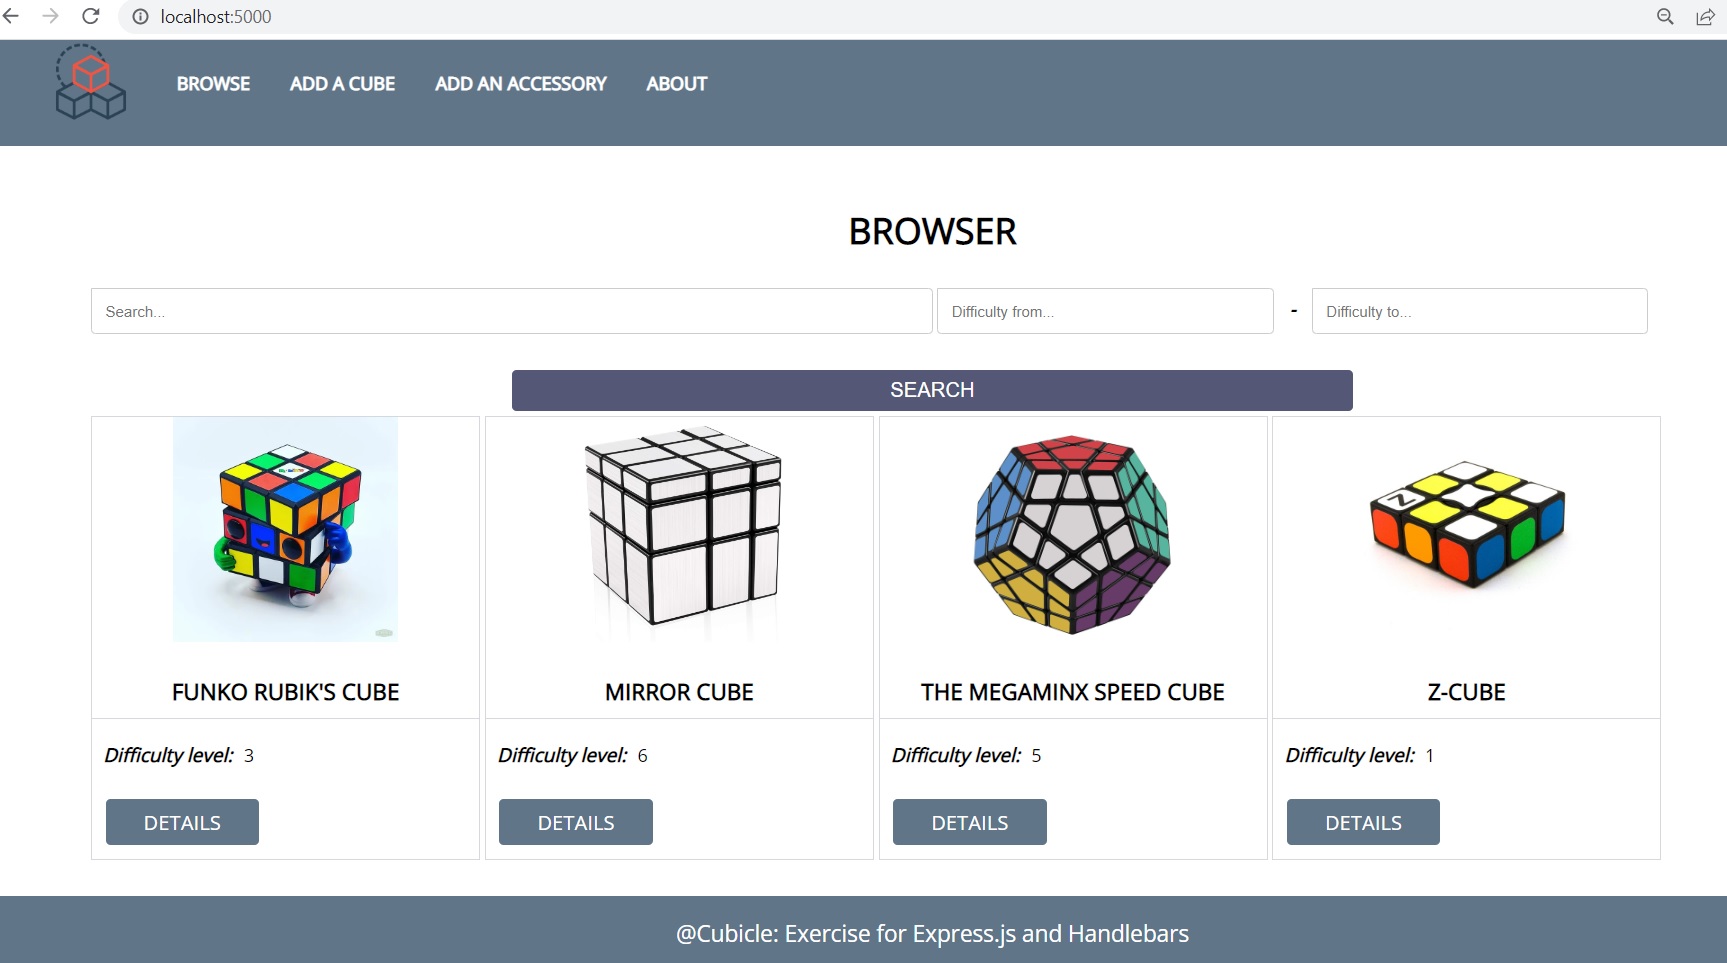 localhost:5000
BROWSE ADD A CUBE ADD AN ACCESSORY ABOUT
BROWSER
Search... Difficulty from... - Difficulty to...
SEARCH
Z
FUNKO RUBIK'S CUBE MIRROR CUBE THE MEGAMINX SPEED CUBE Z-CUBE
Difficulty level: 3 Difficulty level: 6 Difficulty level: 5 Difficulty level: 1
DETAILS DETAILS DETAILS DETAILS
@Cubicle: Exercise for Express.js and Handlebars